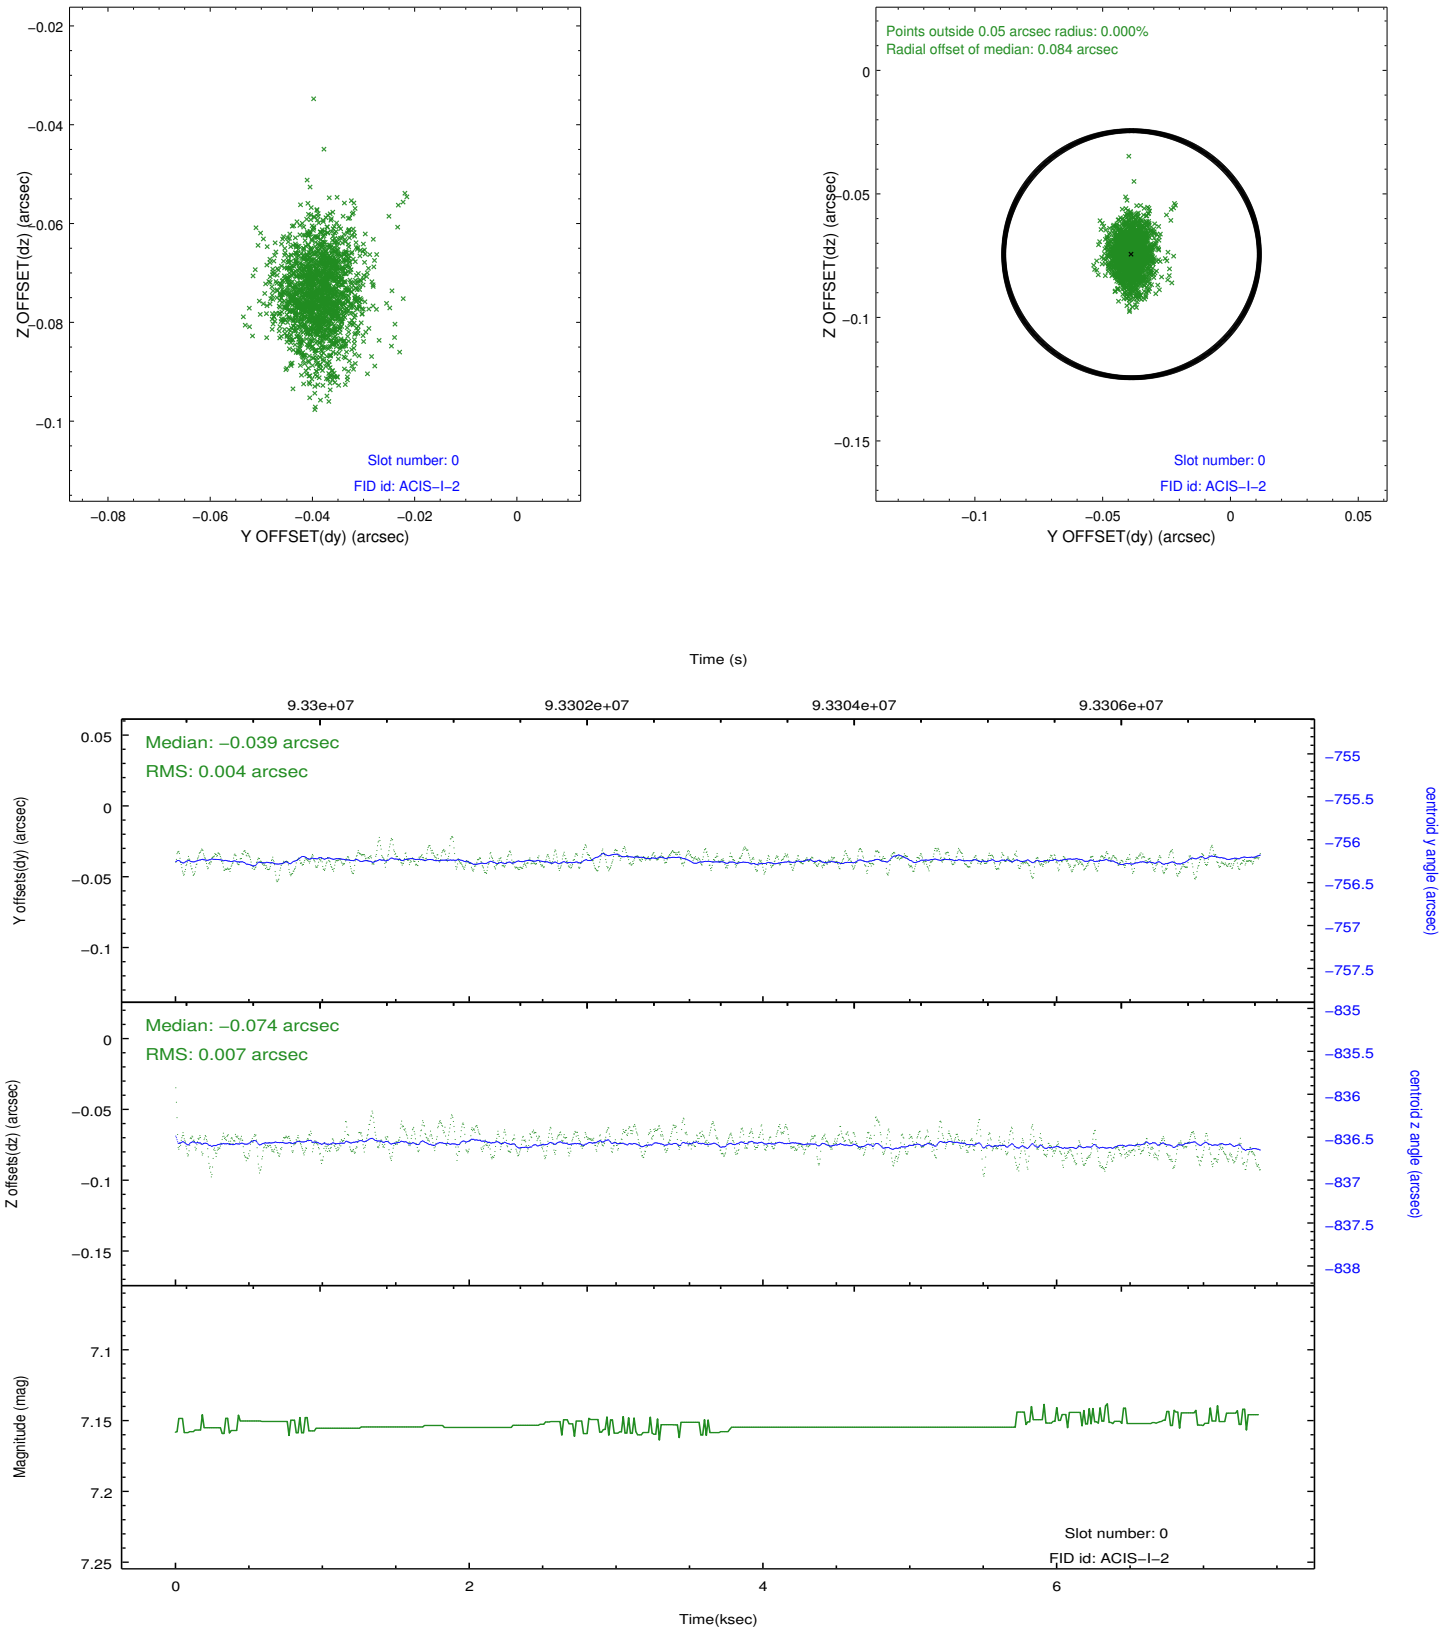 −0.02
−0.04
−0.06
−0.08
−0.1
Z OFFSET(dz) (arcsec)
Slot number: 0
FID id: ACIS−I−2
−0.08
−0.06
−0.04
−0.02
0
Y OFFSET(dy) (arcsec)
Points outside 0.05 arcsec radius: 0.000%
Radial offset of median: 0.084 arcsec
0
−0.05
−0.1
−0.15
Z OFFSET(dz) (arcsec)
Slot number: 0
FID id: ACIS−I−2
−0.1
−0.05
0
0.05
Y OFFSET(dy) (arcsec)
Time (s)
9.33e+07
9.3302e+07
9.3304e+07
9.3306e+07
Median: −0.039 arcsec
RMS: 0.004 arcsec
0.05
0
−0.05
−0.1
Y offsets(dy) (arcsec)
−755
−755.5
−756
−756.5
−757
−757.5
centroid y angle (arcsec)
Median: −0.074 arcsec
RMS: 0.007 arcsec
0
−0.05
−0.1
−0.15
Z offsets(dz) (arcsec)
−835
−835.5
−836
−836.5
−837
−837.5
−838
centroid z angle (arcsec)
7.1
7.15
7.2
7.25
Magnitude (mag)
Slot number: 0
FID id: ACIS−I−2
0
2
4
6
Time(ksec)